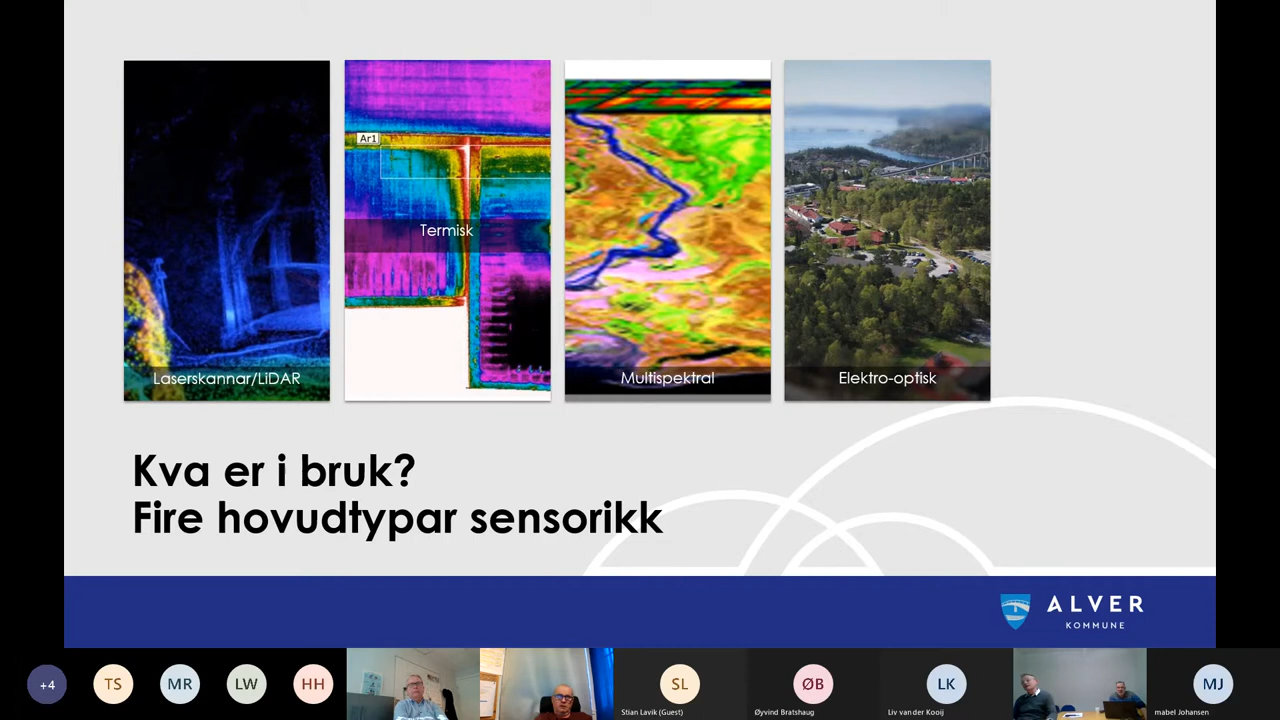 Ar1
Laserskannar/LiDAR
Termisk
Multispektral
Elektro-optisk
Kva er i bruk?
Fire hovudtypar sensorikk
ALVER
KOMMUNE
+4
TS
MR
LW
HH
SL
Stian Lavik (Guest)
ØB
Øyvind Bratshaug
LK
Liv van der Kooij
MJ
mabel Johansen